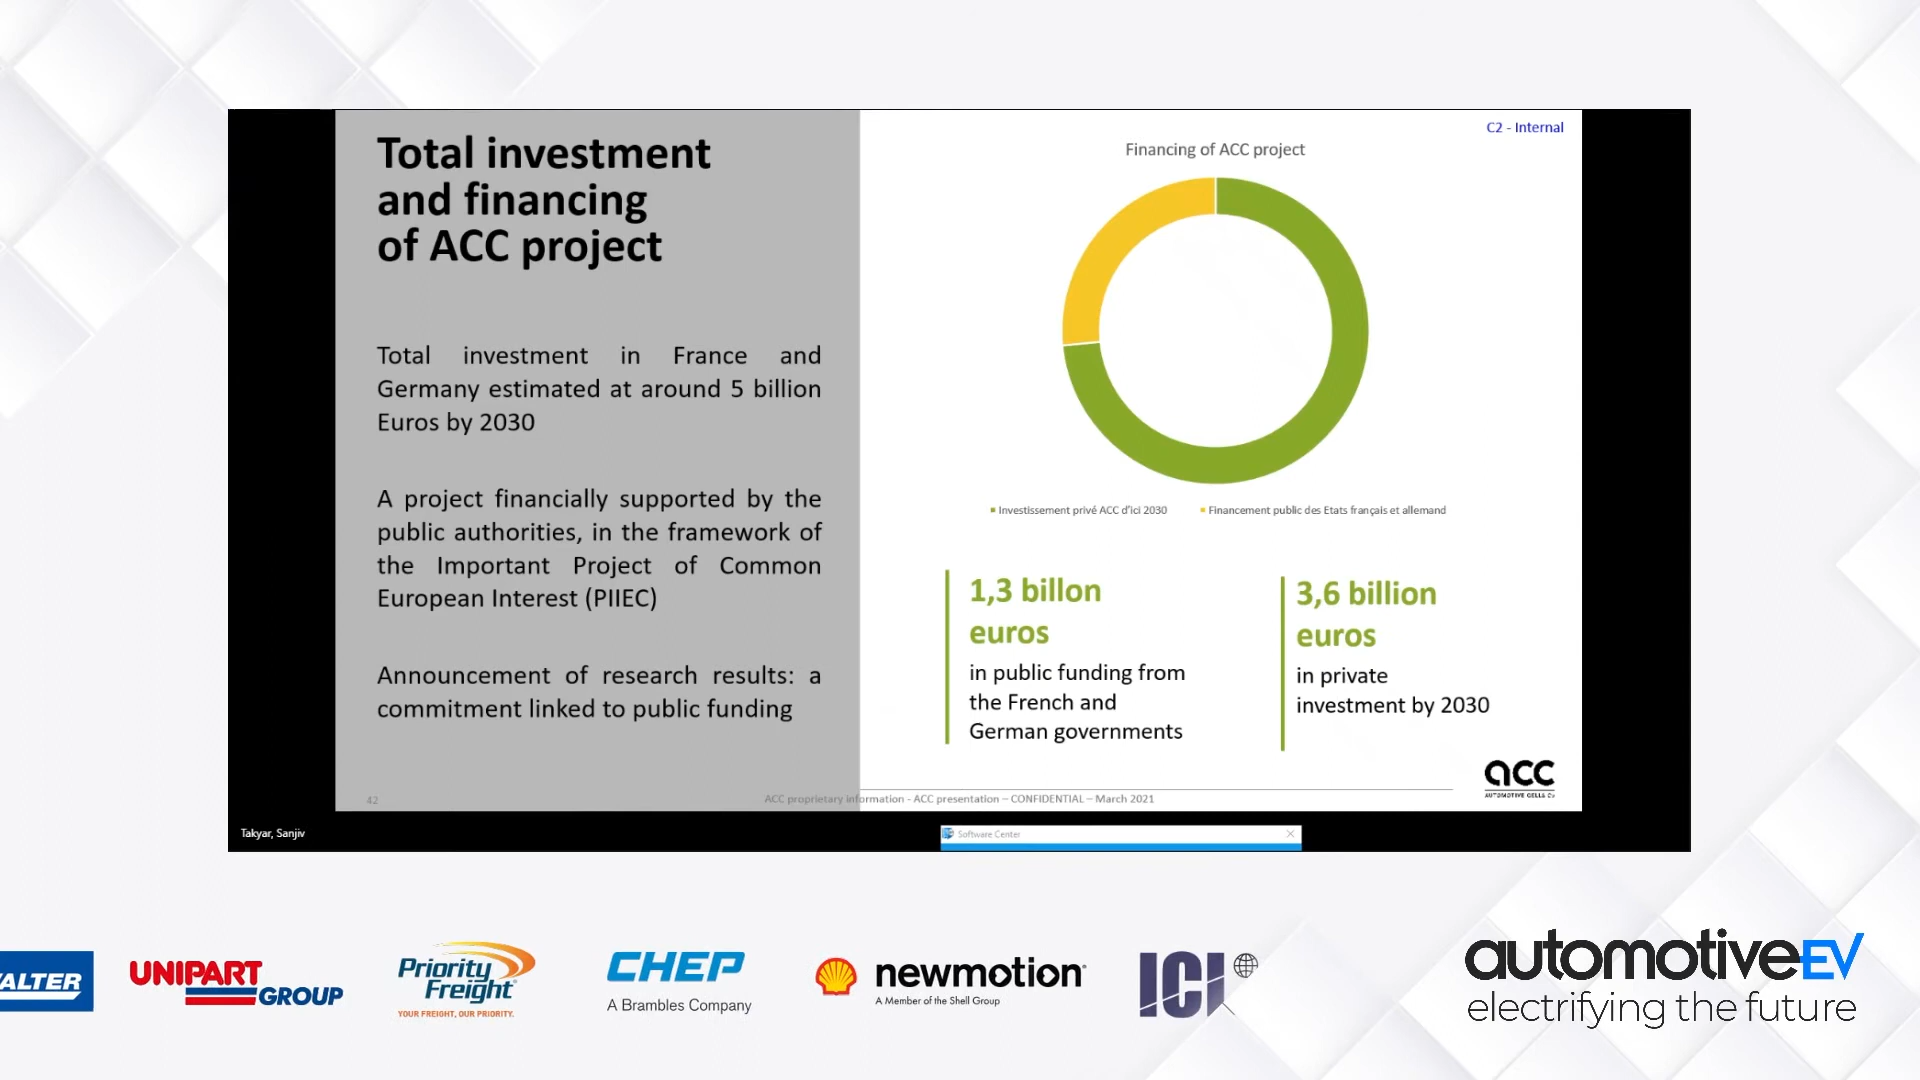 C2 - Internal
Total investment
and financing
of ACC project
Total investment in France and
Germany estimated at around 5 billion
Euros by 2030
A project financially supported by the
public authorities, in the framework of
the Important Project of Common
European Interest (PIIEC)
Announcement of research results: a
commitment linked to public funding
Financing of ACC project
Investissement privé ACC d'ici 2030
Financement public des Etats français et allemand
1,3 billon
euros
in public funding from
the French and
German governments
3,6 billion
euros
in private
investment by 2030
acc
AUTOMOTIVE CELLS Co
42
ACC proprietary information - ACC presentation – CONFIDENTIAL – March 2021
Takyar, Sanjiv
Software Center
ALTER
UNIPART
GROUP
Priority
Freight
YOUR FREIGHT, OUR PRIORITY.
CHEP
A Brambles Company
newmotion
A Member of the Shell Group
ICI
automotiveEV
electrifying the future